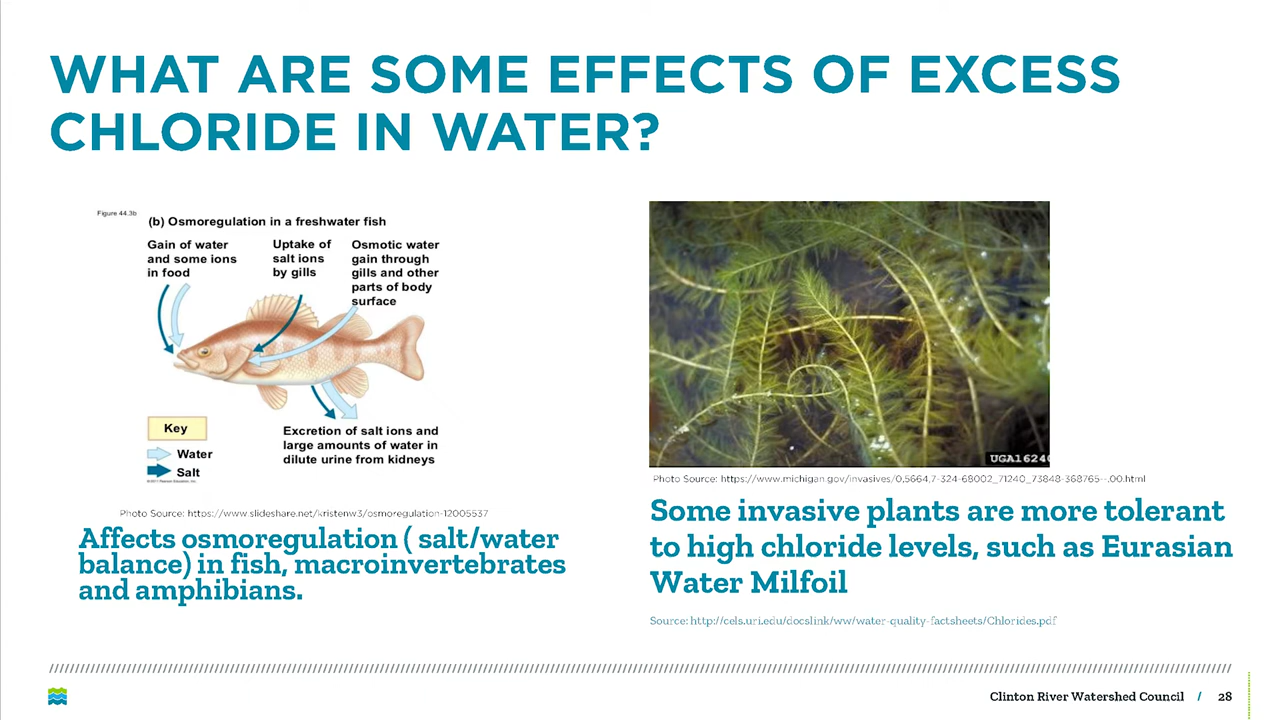 WHAT ARE SOME EFFECTS OF EXCESS
CHLORIDE IN WATER?
Figure 44.3b
(b) Osmoregulation in a freshwater fish
Gain of water
and some ions
in food
Uptake of
salt ions
by gills
Osmotic water
gain through
gills and other
parts of body
surface
Excretion of salt ions and
large amounts of water in
dilute urine from kidneys
Key
Water
Salt
© 2011 Pearson Education, Inc.
Photo Source: https://www.slideshare.net/kristenw3/osmoregulation-12005537
Affects osmoregulation ( salt/water
balance) in fish, macroinvertebrates
and amphibians.
UGA1624
Photo Source: https://www.michigan.gov/invasives/0,5664,7-324-68002_71240_73848-368765--,00.html
Some invasive plants are more tolerant
to high chloride levels, such as Eurasian
Water Milfoil
Source: http://cels.uri.edu/docslink/ww/water-quality-factsheets/Chlorides.pdf
Clinton River Watershed Council / 28